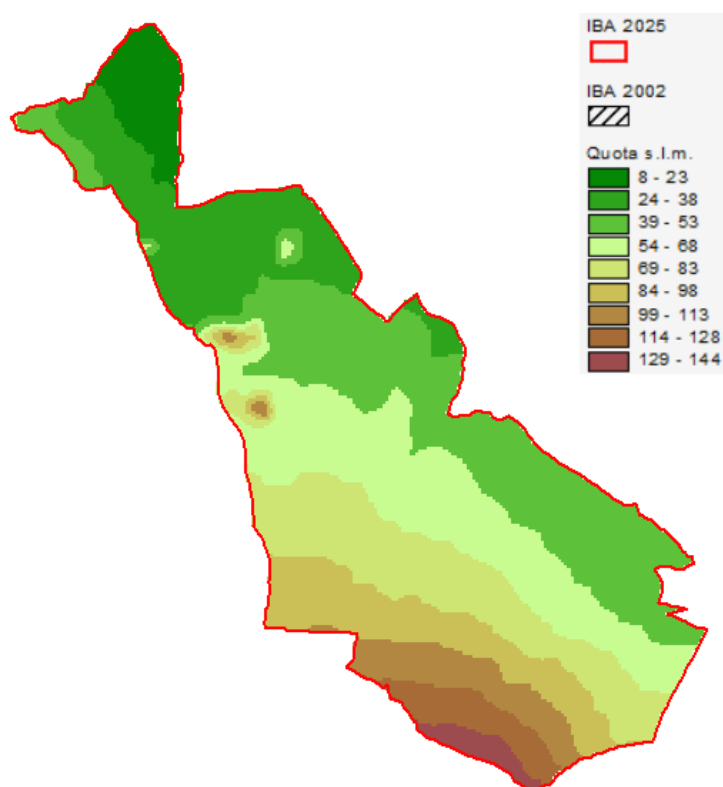 IBA 2025
IBA 2002
Quota s.l.m.
8 - 23
24 - 38
39 - 53
54 - 68
69 - 83
84 - 98
99 - 113
114 - 128
129 - 144